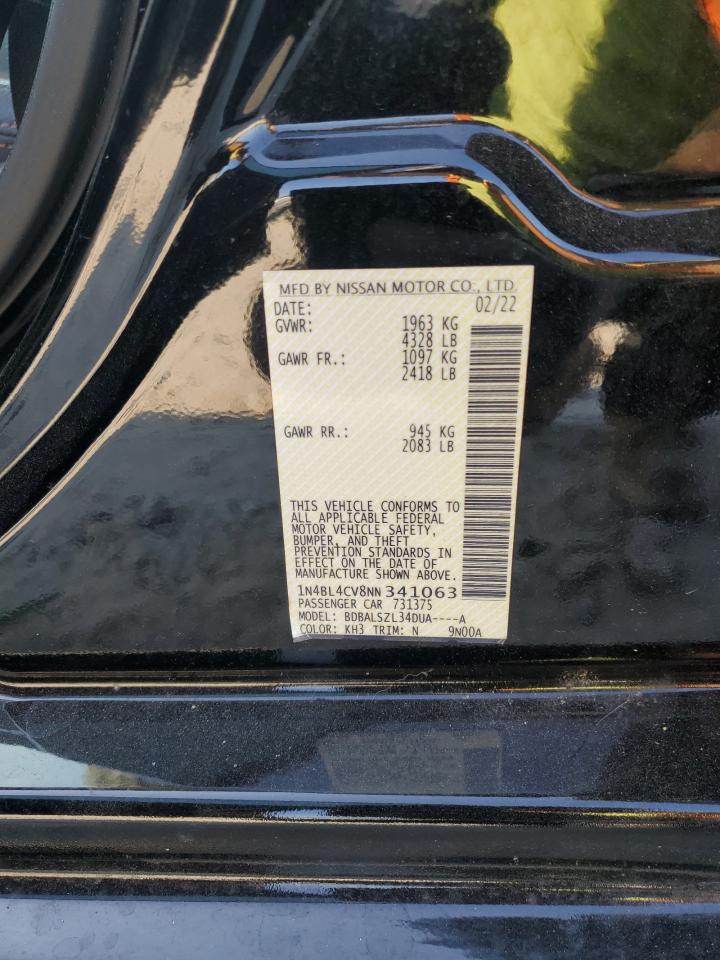 MFD BY NISSAN MOTOR CO., LTD.
DATE: 02/22
GVWR: 1963 KG
4328 LB
GAWR FR.: 1097 KG
2418 LB
GAWR RR.: 945 KG
2083 LB
THIS VEHICLE CONFORMS TO
ALL APPLICABLE FEDERAL
MOTOR VEHICLE SAFETY,
BUMPER, AND THEFT
PREVENTION STANDARDS IN
EFFECT ON THE DATE OF
MANUFACTURE SHOWN ABOVE.
1N4BL4CV8NN341063
PASSENGER CAR 731375
MODEL: BDBALSZL34DUA----A
COLOR: KH3 TRIM: N 9N00A